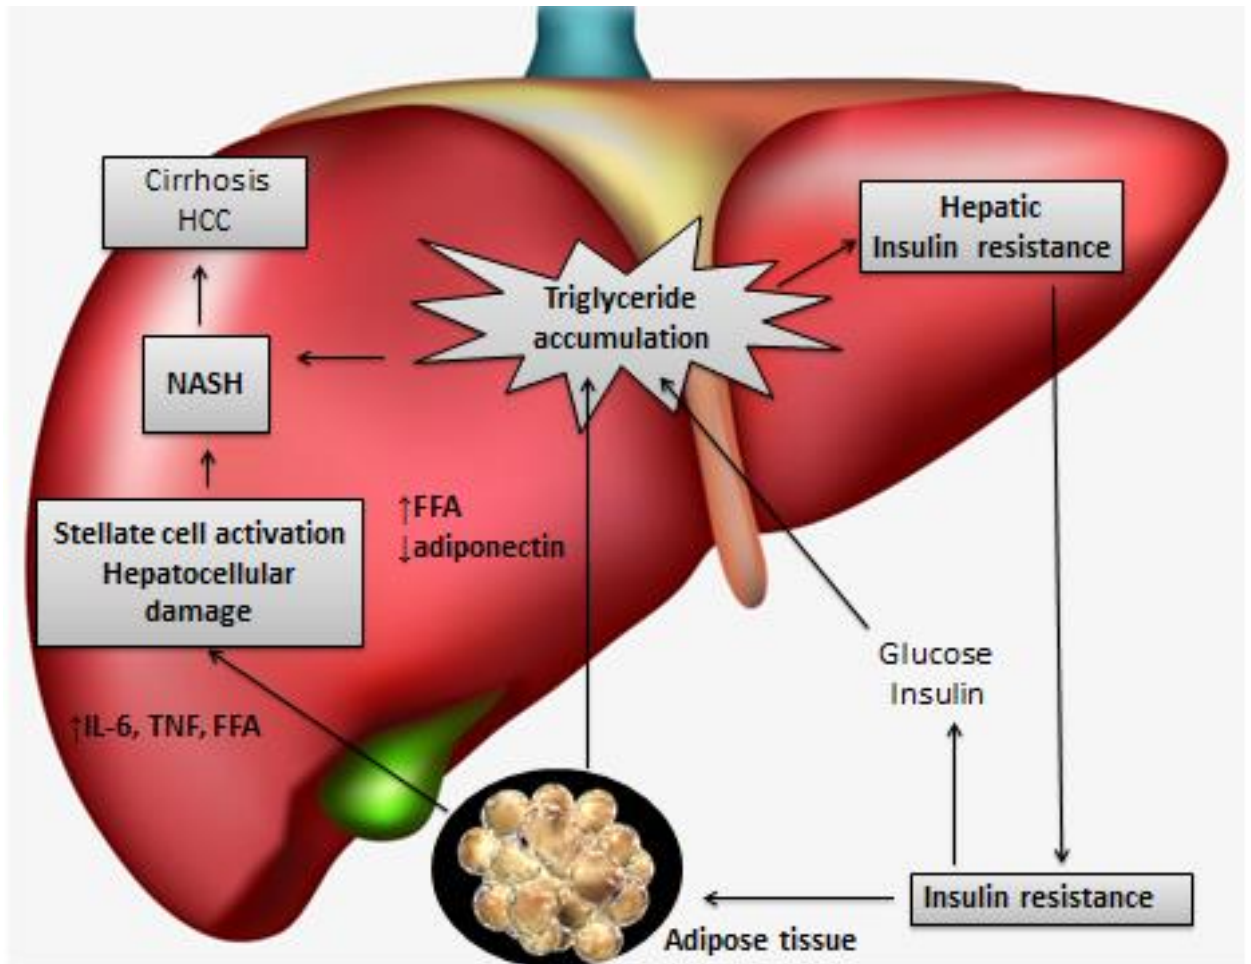 Cirrhosis
HCC
Hepatic
Insulin resistance
Triglyceride
accumulation
NASH
↑FFA
↓adiponectin
Stellate cell activation
Hepatocellular
damage
Glucose
Insulin
↑IL-6, TNF, FFA
Insulin resistance
Adipose tissue